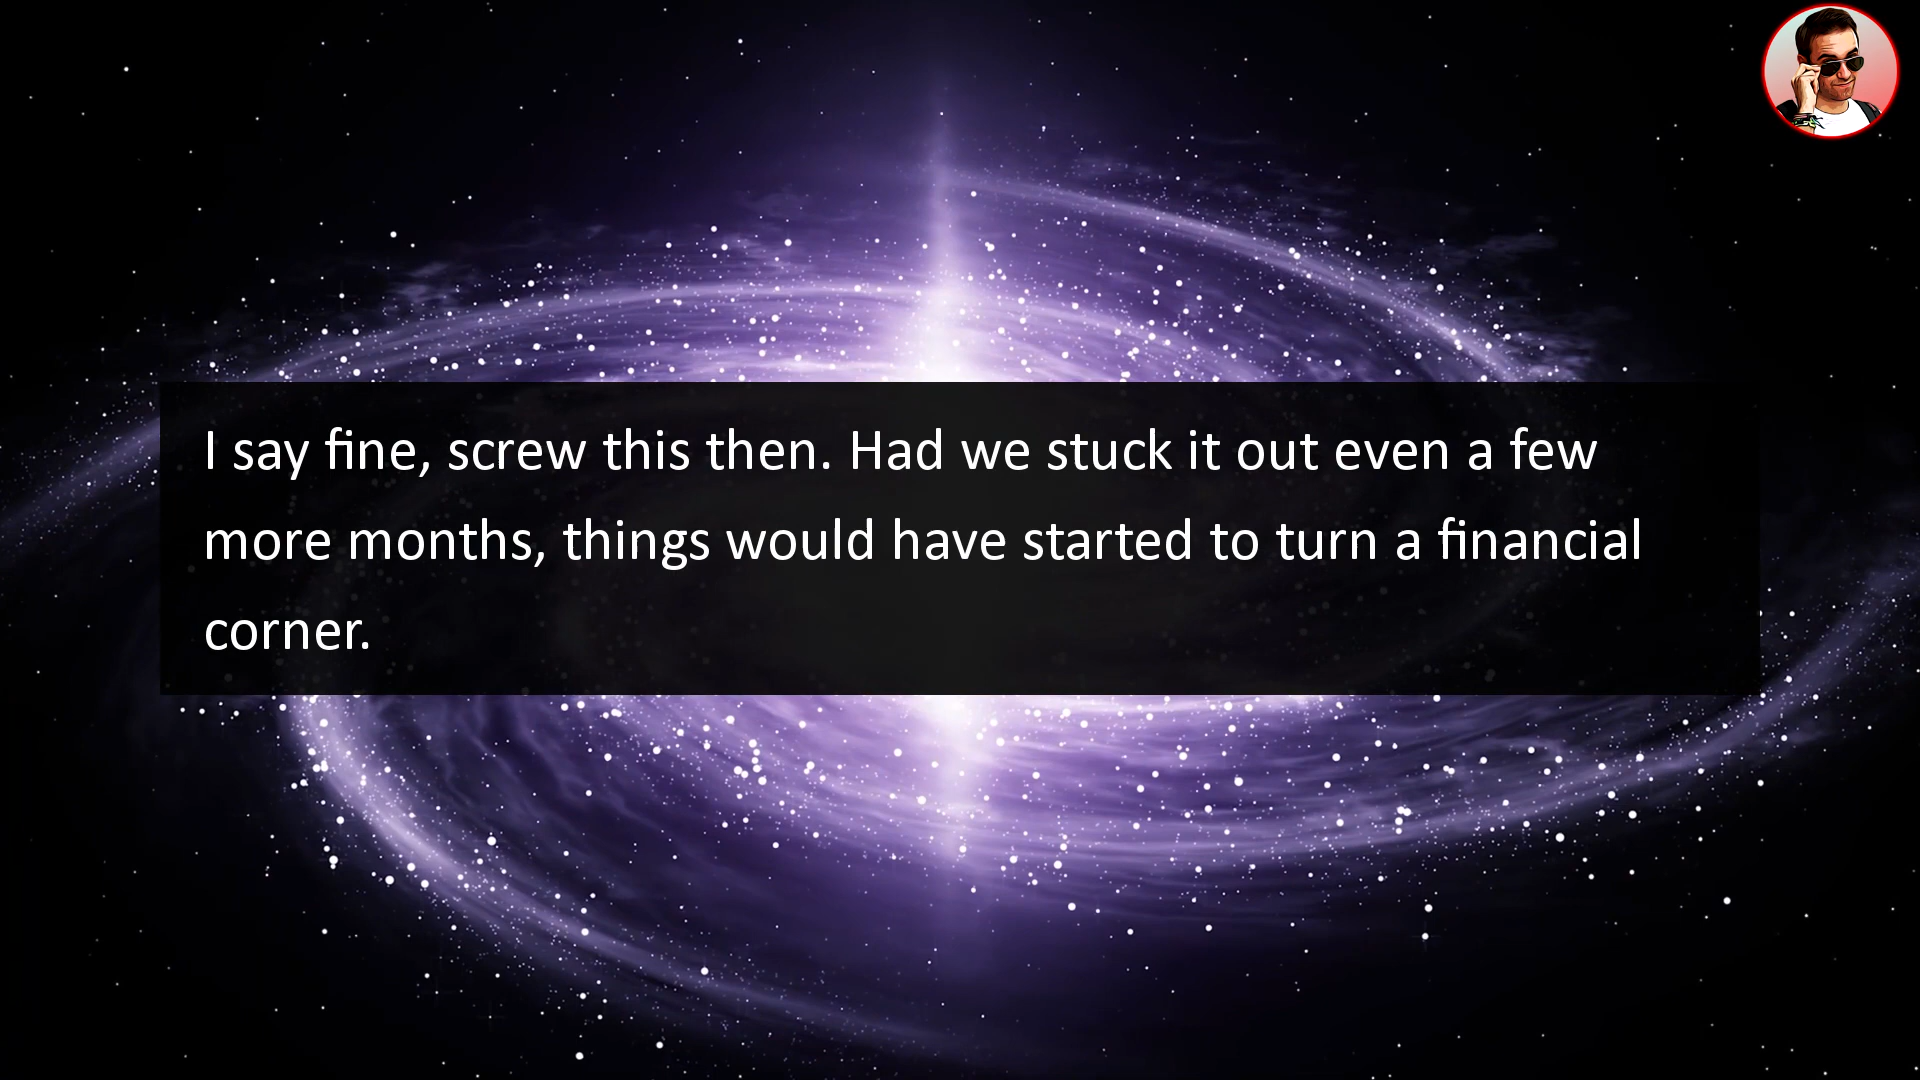 I say fine, screw this then. Had we stuck it out even a few
more months, things would have started to turn a financial
corner.